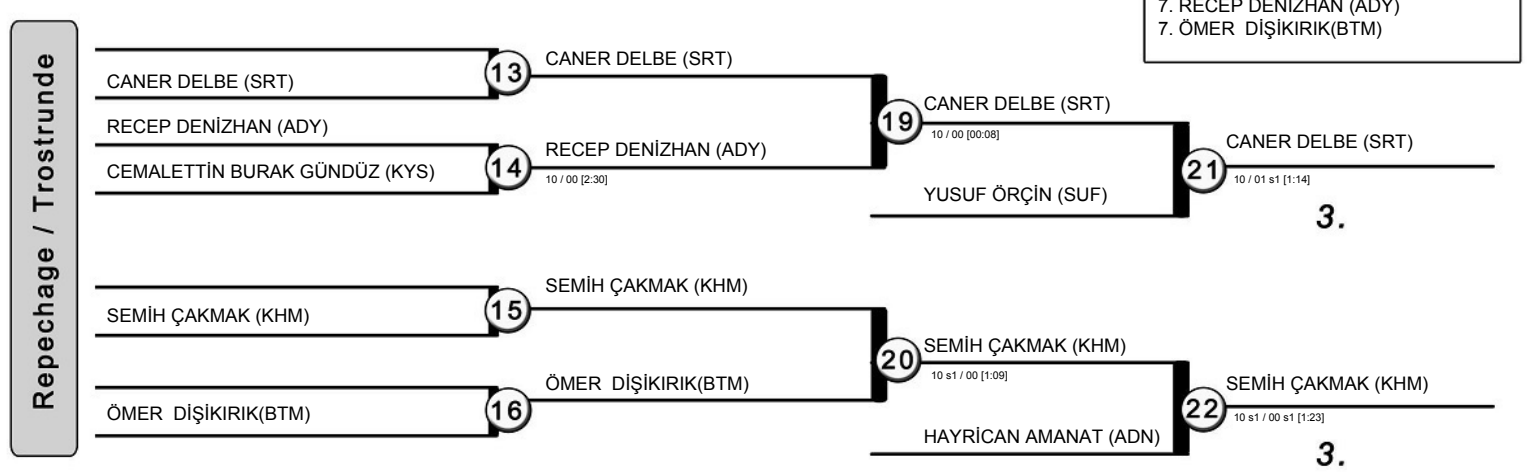 7. RECEP DENİZHAN (ADY)
7. ÖMER DİŞİKIRIK(BTM)
Repechage / Trostrunde
CANER DELBE (SRT)
13
CANER DELBE (SRT)
RECEP DENİZHAN (ADY)
CEMALETTİN BURAK GÜNDÜZ (KYS)
14
RECEP DENİZHAN (ADY)
10 / 00 [2:30]
19
CANER DELBE (SRT)
10 / 00 [00:08]
YUSUF ÖRÇİN (SUF)
21
CANER DELBE (SRT)
10 / 01 s1 [1:14]
3.
SEMİH ÇAKMAK (KHM)
15
SEMİH ÇAKMAK (KHM)
ÖMER DİŞİKIRIK(BTM)
16
ÖMER DİŞİKIRIK(BTM)
20
SEMİH ÇAKMAK (KHM)
10 s1 / 00 [1:09]
HAYRİCAN AMANAT (ADN)
22
SEMİH ÇAKMAK (KHM)
10 s1 / 00 s1 [1:23]
3.